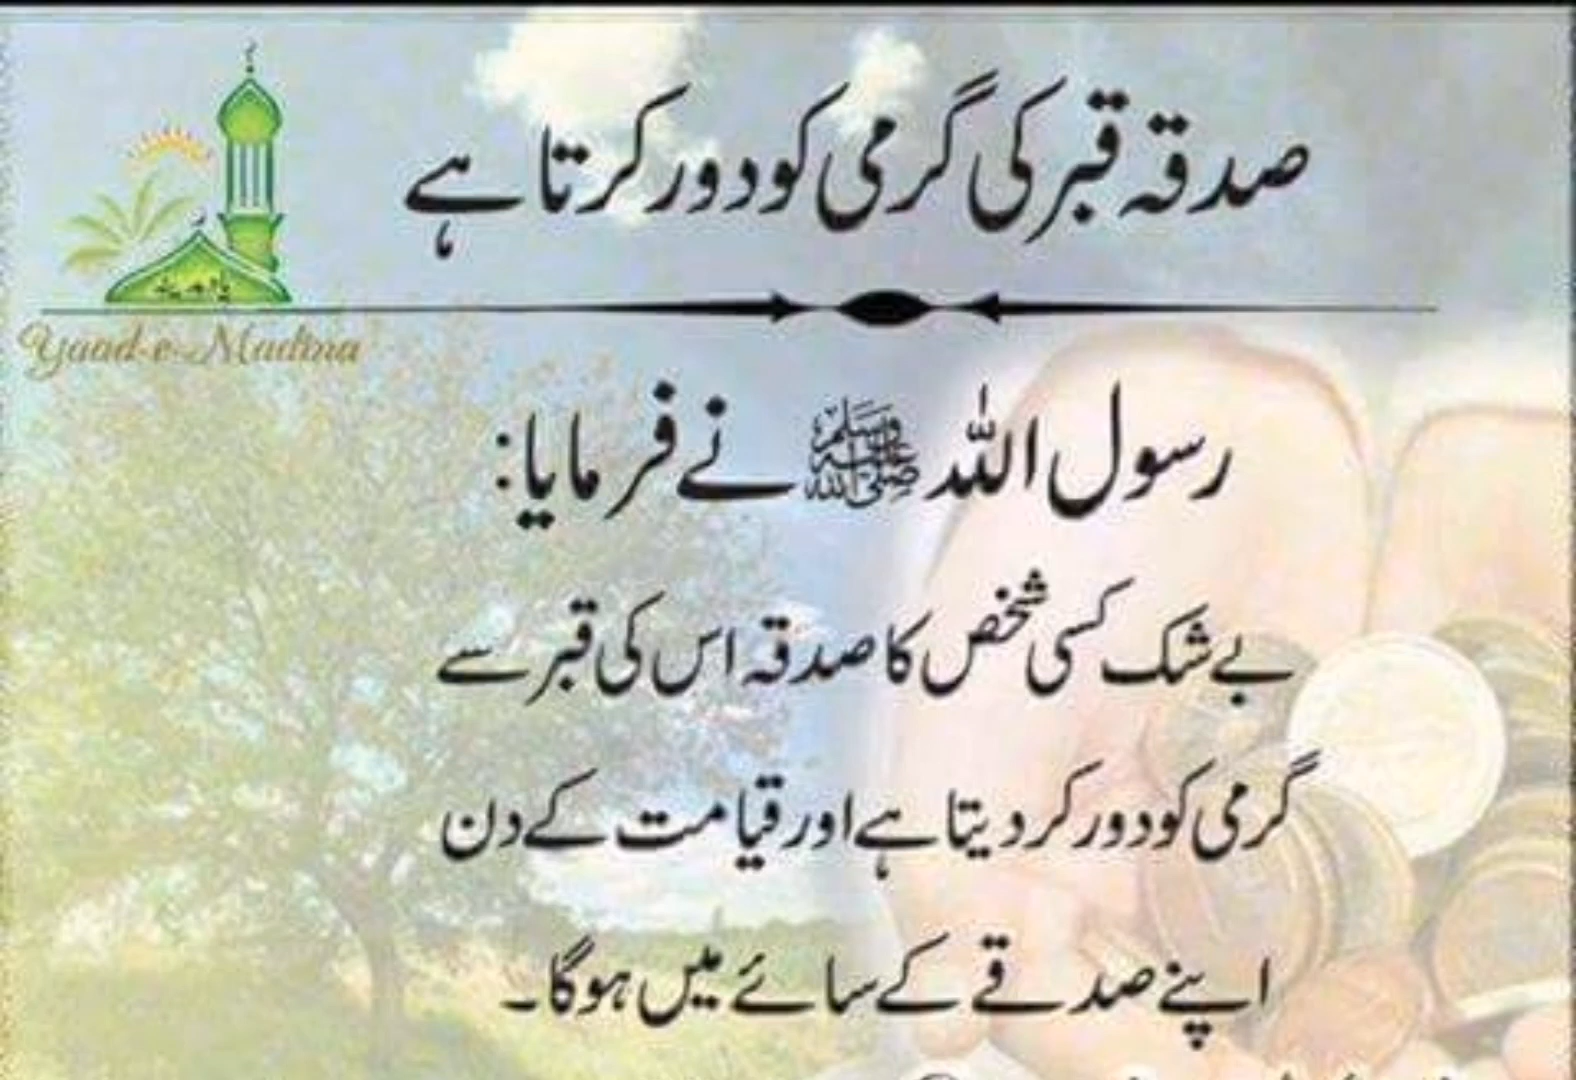 صدقہ قبر کی گرمی کو دور کرتا ہے
Yaad-e-Madina
رسول اللہ ﷺ نے فرمایا:
بے شک کسی شخص کا صدقہ اس کی قبر سے
گرمی کو دور کر دیتا ہے اور قیامت کے دن
اپنے صدقے کے سائے میں ہوگا۔